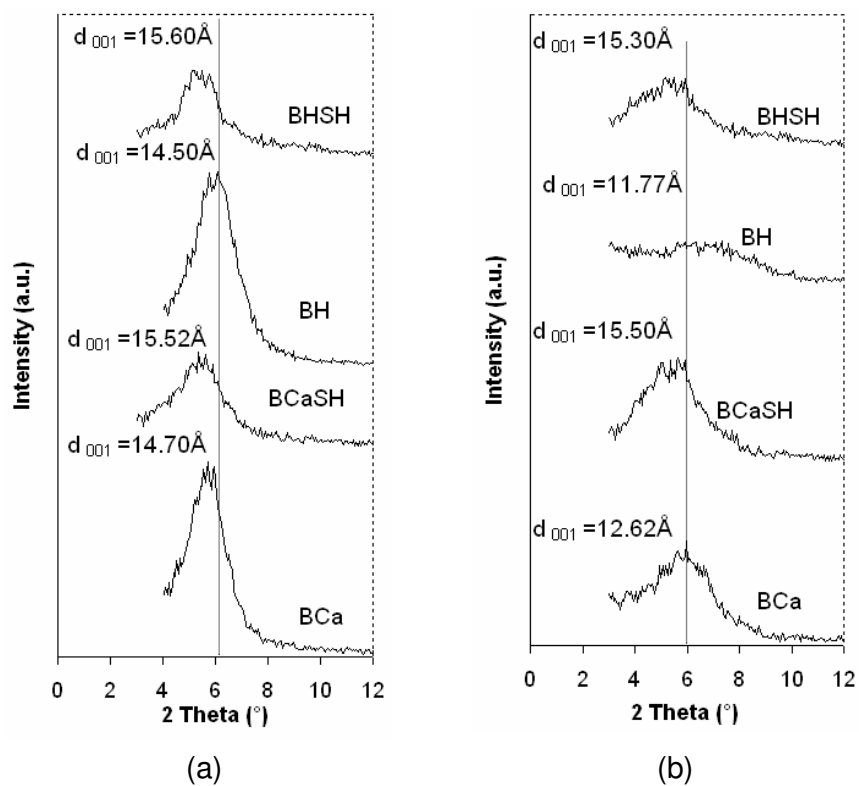 d 001 =15.60Å
BHSH
d 001 =14.50Å
BH
d 001 =15.52Å
BCaSH
d 001 =14.70Å
BCa
Intensity (a.u.)
0 2 4 6 8 10 12
2 Theta (°)
(a)
d 001 =15.30Å
BHSH
d 001 =11.77Å
BH
d 001 =15.50Å
BCaSH
d 001 =12.62Å
BCa
Intensity (a.u.)
0 2 4 6 8 10 12
2 Theta (°)
(b)